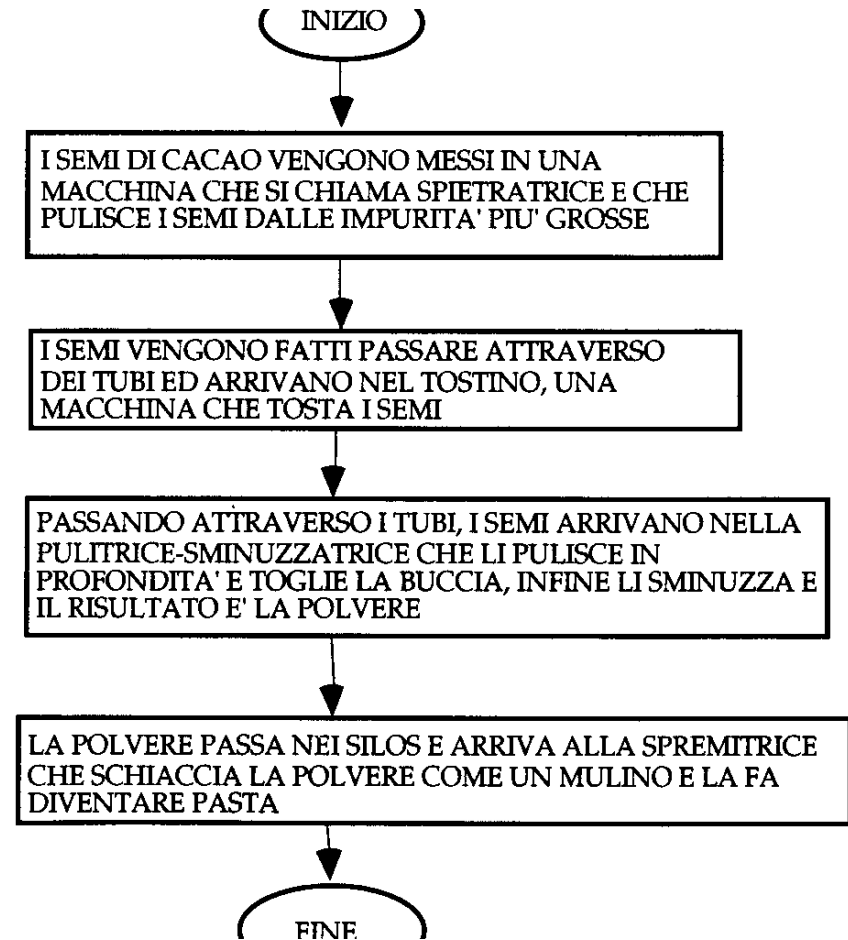 INIZIO
I SEMI DI CACAO VENGONO MESSI IN UNA
MACCHINA CHE SI CHIAMA SPIETRATRICE E CHE
PULISCE I SEMI DALLE IMPURITA' PIU' GROSSE
I SEMI VENGONO FATTI PASSARE ATTRAVERSO
DEI TUBI ED ARRIVANO NEL TOSTINO, UNA
MACCHINA CHE TOSTA I SEMI
PASSANDO ATTRAVERSO I TUBI, I SEMI ARRIVANO NELLA
PULITRICE-SMINUZZATRICE CHE LI PULISCE IN
PROFONDITA' E TOGLIE LA BUCCIA, INFINE LI SMINUZZA E
IL RISULTATO E' LA POLVERE
LA POLVERE PASSA NEI SILOS E ARRIVA ALLA SPREMITRICE
CHE SCHIACCIA LA POLVERE COME UN MULINO E LA FA
DIVENTARE PASTA
FINE